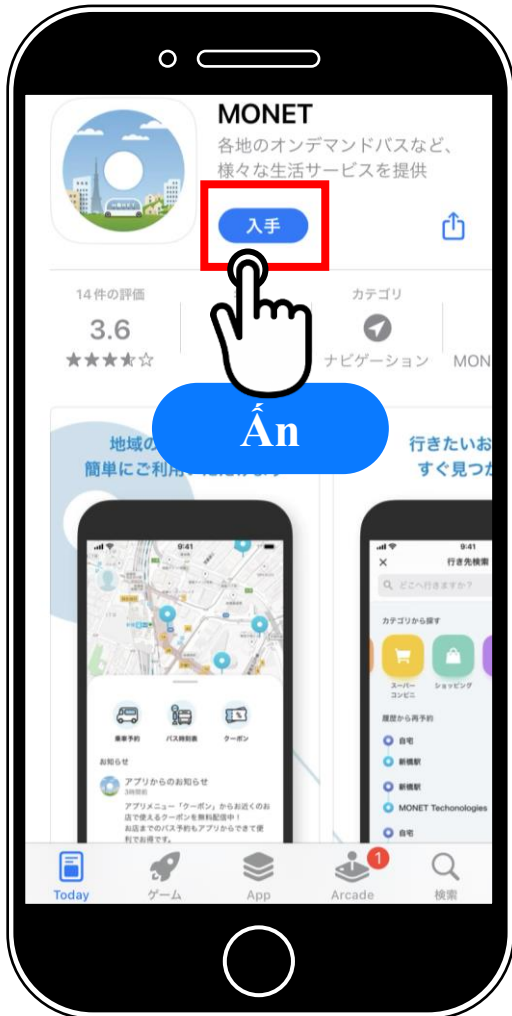 MONET
各地のオンデマンドバスなど、
様々な生活サービスを提供
入手
14件の評価
カテゴリ
3.6
ナビゲーション
MON
Ấn
地域の
簡単にご利用
行きたいお
すぐ見つ
9:41
乗車予約
バス時刻表
クーポン
お知らせ
アプリからのお知らせ
3時間前
アプリメニュー「クーポン」からお近くのお
店で使えるクーポンを無料配信中！
お店までのバス予約もアプリからできて便
利でお得です。
9:41
行き先検索
どこへ行きますか？
カテゴリから探す
スーパー
コンビニ
ショッピング
履歴から再予約
自宅
新橋駅
新橋駅
MONET Techonologies
自宅
Today
ゲーム
App
Arcade
1
検索